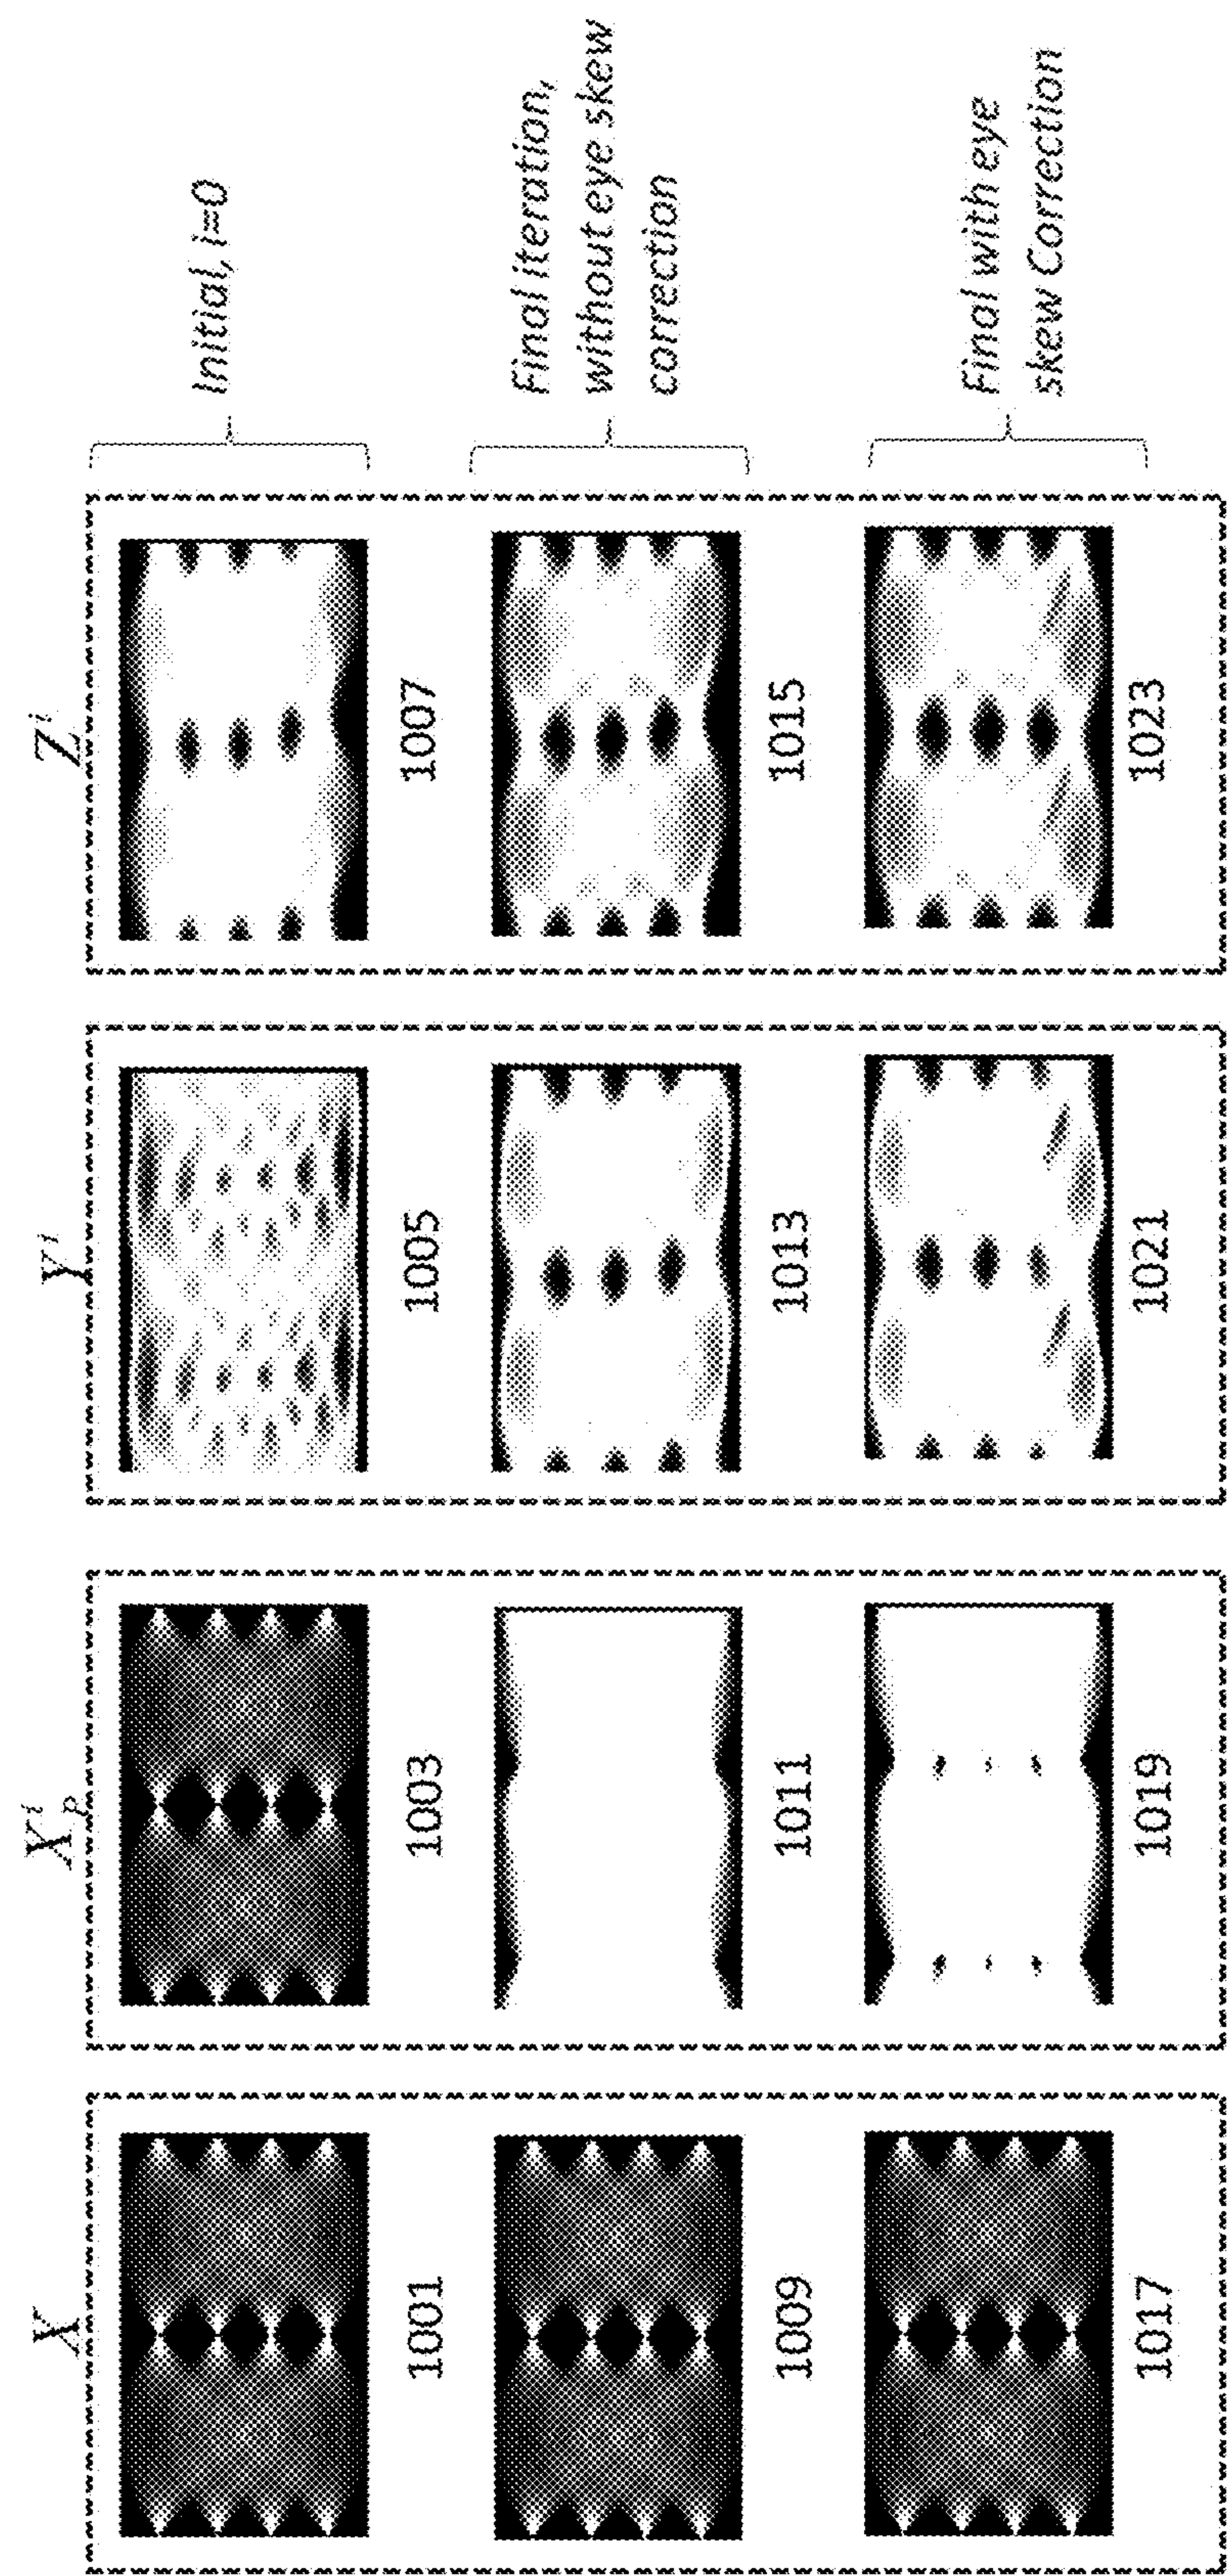 X
X_p^i
Y^i
Z^i
1001
1003
1005
1007
Initial, i=0
1009
1011
1013
1015
Final iteration,
without eye skew
correction
1017
1019
1021
1023
Final with eye
skew Correction